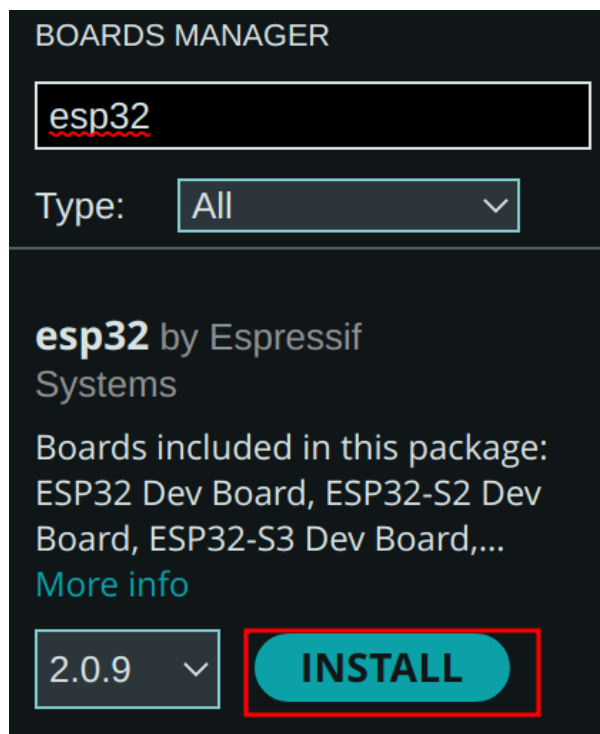 BOARDS MANAGER
esp32
Type: All
esp32 by Espressif
Systems
Boards included in this package:
ESP32 Dev Board, ESP32-S2 Dev
Board, ESP32-S3 Dev Board,...
More info
2.0.9 INSTALL